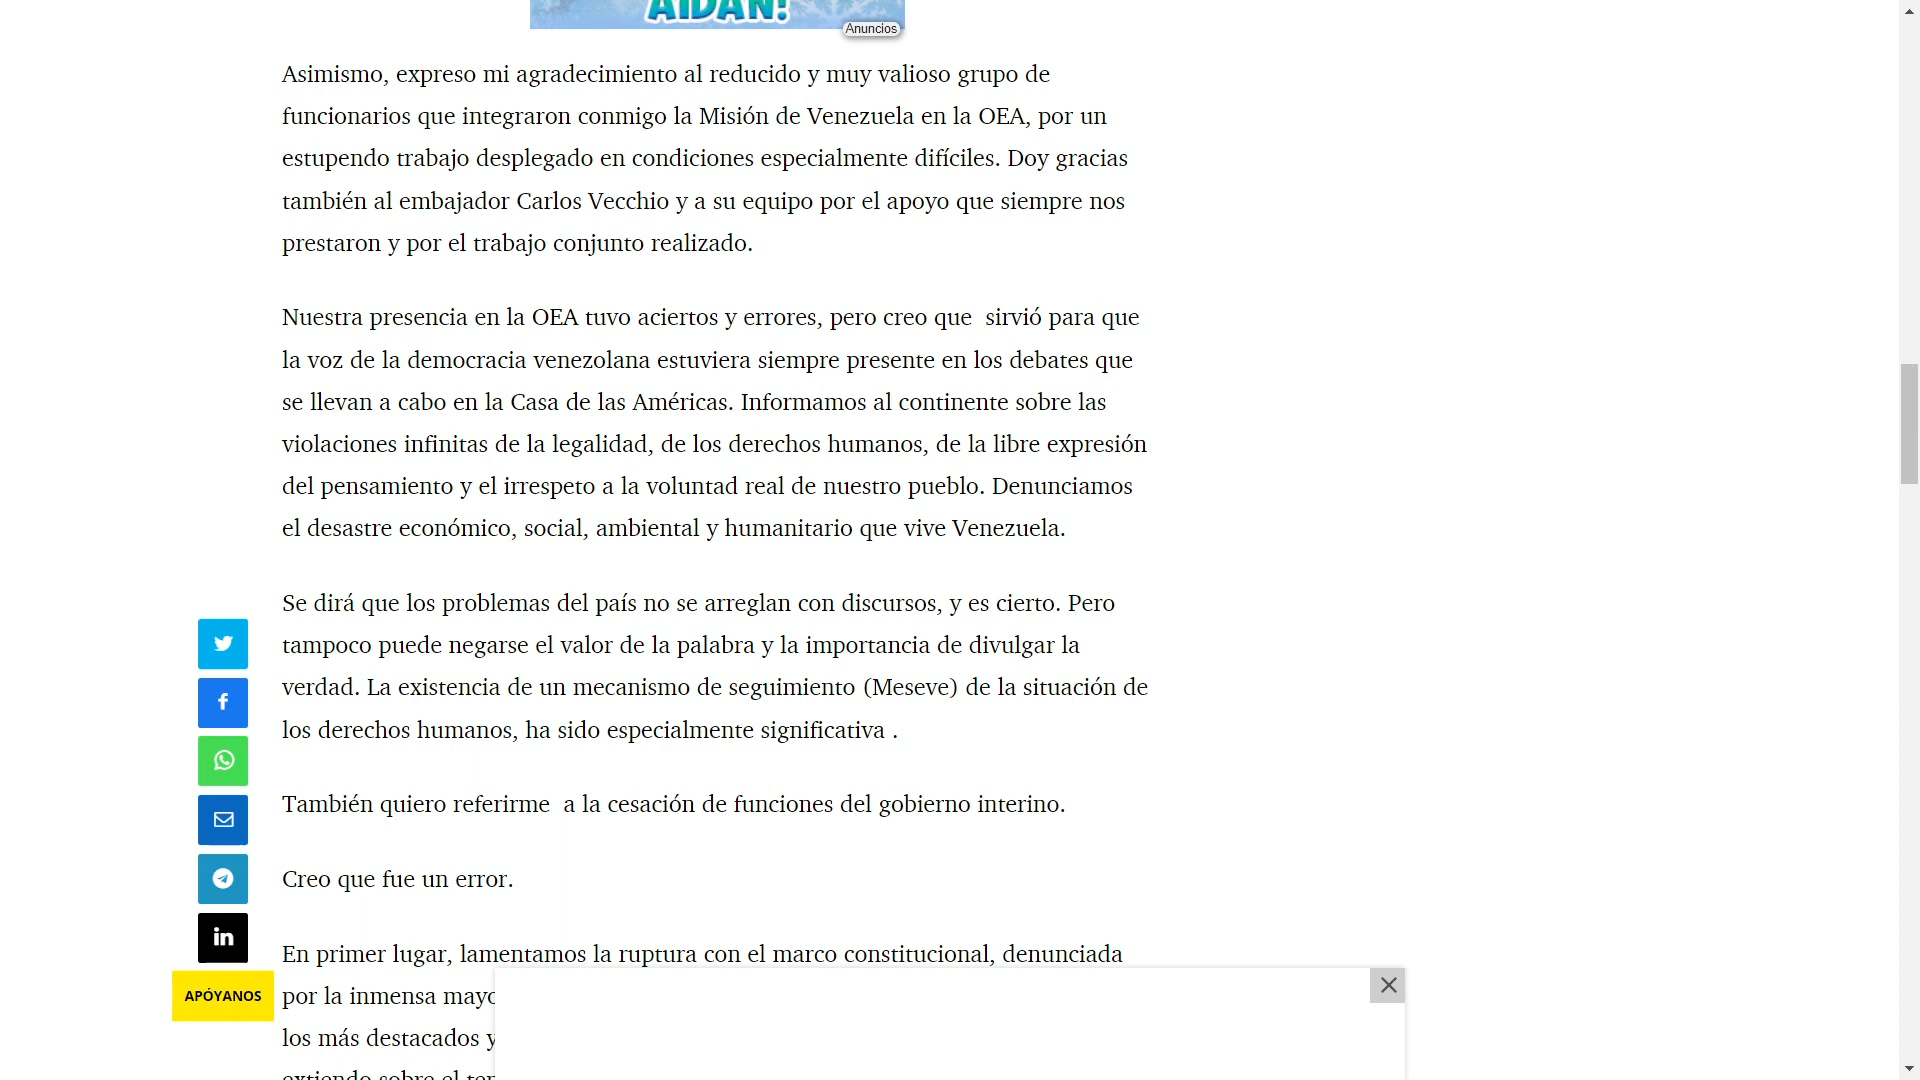 AIDAN!
Anuncios
Asimismo, expreso mi agradecimiento al reducido y muy valioso grupo de
funcionarios que integraron conmigo la Misión de Venezuela en la OEA, por un
estupendo trabajo desplegado en condiciones especialmente difíciles. Doy gracias
también al embajador Carlos Vecchio y a su equipo por el apoyo que siempre nos
prestaron y por el trabajo conjunto realizado.
Nuestra presencia en la OEA tuvo aciertos y errores, pero creo que  sirvió para que
la voz de la democracia venezolana estuviera siempre presente en los debates que
se llevan a cabo en la Casa de las Américas. Informamos al continente sobre las
violaciones infinitas de la legalidad, de los derechos humanos, de la libre expresión
del pensamiento y el irrespeto a la voluntad real de nuestro pueblo. Denunciamos
el desastre económico, social, ambiental y humanitario que vive Venezuela.
Se dirá que los problemas del país no se arreglan con discursos, y es cierto. Pero
tampoco puede negarse el valor de la palabra y la importancia de divulgar la
verdad. La existencia de un mecanismo de seguimiento (Meseve) de la situación de
los derechos humanos, ha sido especialmente significativa .
También quiero referirme  a la cesación de funciones del gobierno interino.
Creo que fue un error.
En primer lugar, lamentamos la ruptura con el marco constitucional, denunciada
APÓYANOS
por la inmensa mayo
los más destacados y
extiendo sobre el